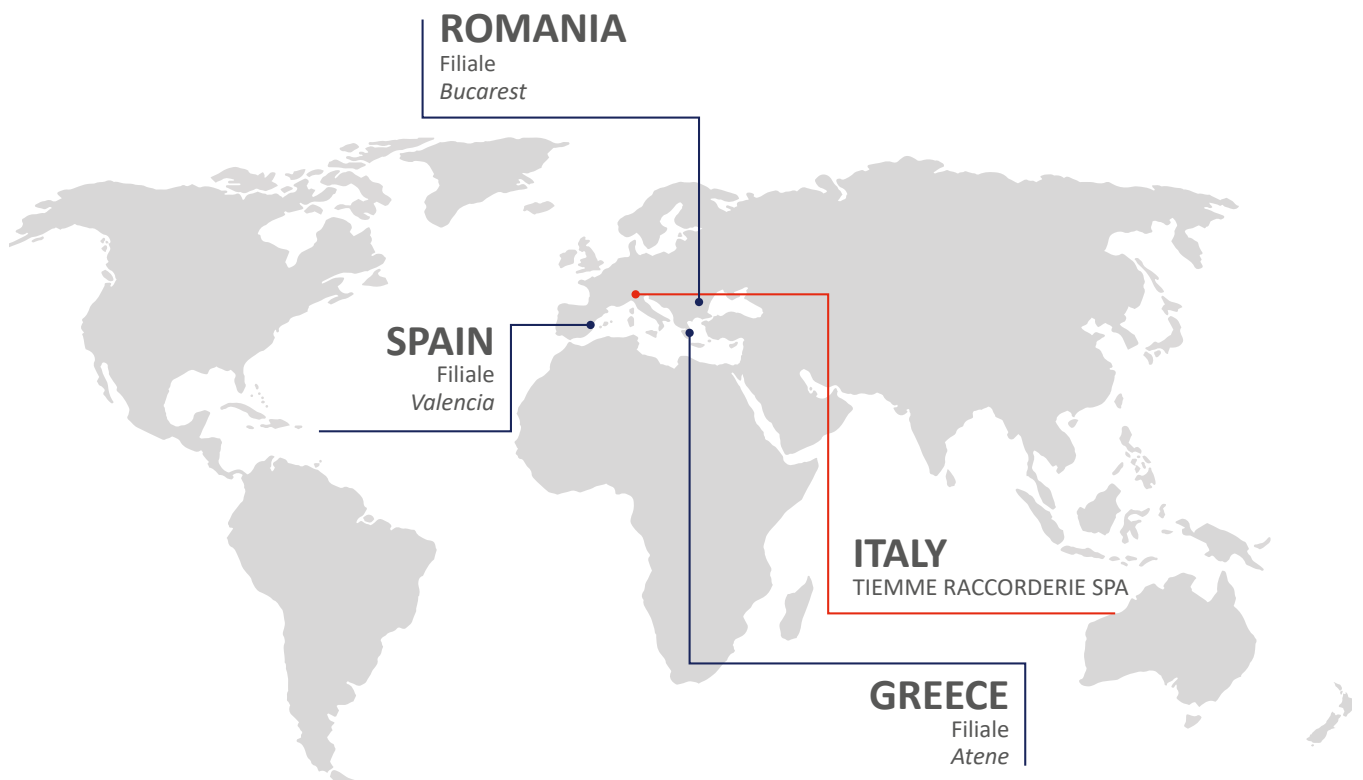 ROMANIA
Filiale
Bucarest
SPAIN
Filiale
Valencia
ITALY
TIEMME RACCORDERIE SPA
GREECE
Filiale
Atene